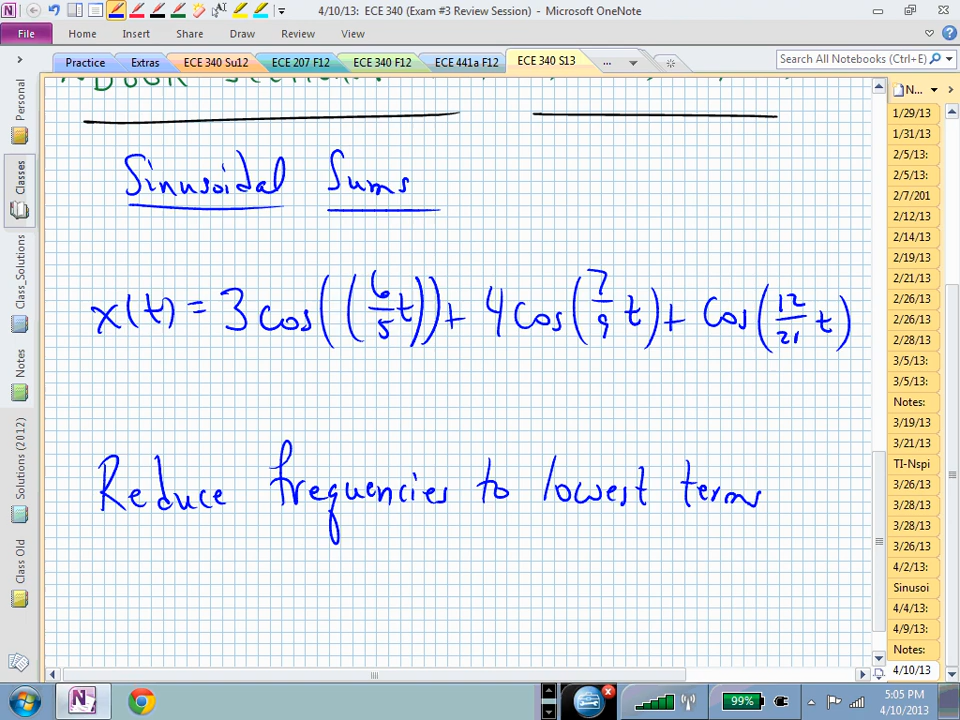 4/10/13: ECE 340 (Exam #3 Review Session) - Microsoft OneNote
File Home Insert Share Draw Review View
Practice Extras ECE 340 Su12 ECE 207 F12 ECE 340 F12 ECE 441a F12 ECE 340 S13 ...
Search All Notebooks (Ctrl+E)
Personal
Classes
Class_Solutions
Notes
Solutions (2012)
Class Old
Sinusoidal Sums
x(t) = 3 cos((6/5 t)) + 4 cos(7/9 t) + cos(12/21 t)
Reduce frequencies to lowest terms
N...
1/29/13
1/31/13
2/5/13:
2/5/13:
2/7/201
2/12/13
2/14/13
2/19/13
2/21/13
2/26/13
2/26/13
2/28/13
3/5/13:
3/5/13:
Notes:
3/19/13
3/21/13
TI-Nspi
3/26/13
3/28/13
3/28/13
3/26/13
4/2/13:
Sinusoi
4/4/13:
4/9/13:
Notes:
4/10/13
99%
5:05 PM
4/10/2013